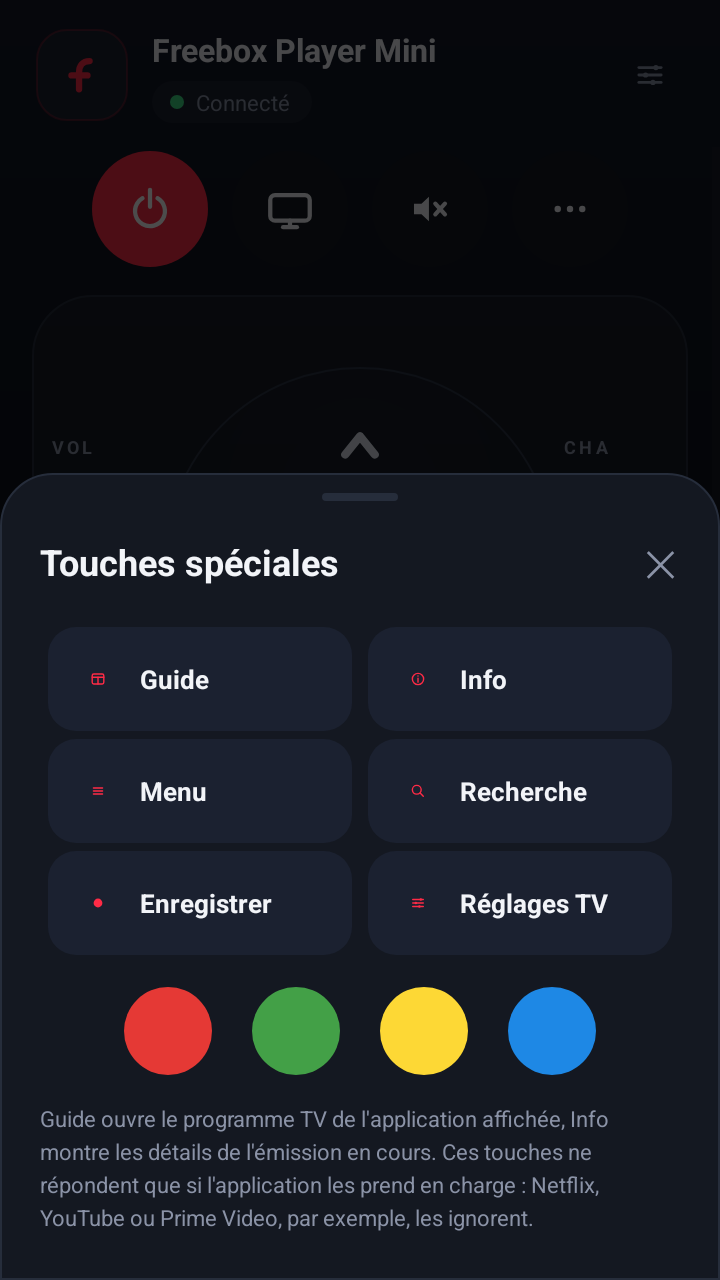 Freebox Player Mini
Connecté
VOL
CHA
Touches spéciales
Guide
Info
Menu
Recherche
Enregistrer
Réglages TV
Guide ouvre le programme TV de l'application affichée, Info
montre les détails de l'émission en cours. Ces touches ne
répondent que si l'application les prend en charge : Netflix,
YouTube ou Prime Video, par exemple, les ignorent.